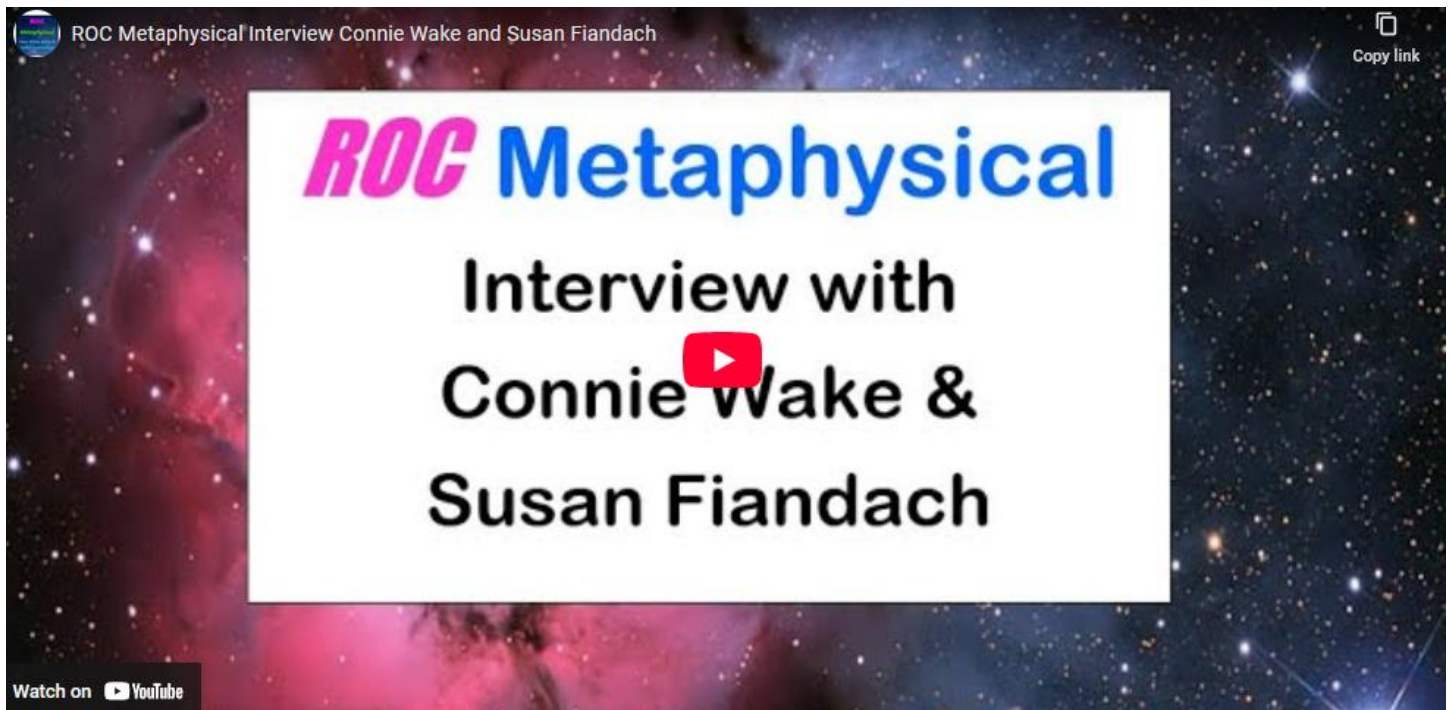 ROC Metaphysical Interview Connie Wake and Susan Fiandach
Copy link
ROC Metaphysical
Interview with
Connie Wake &
Susan Fiandach
Watch on YouTube